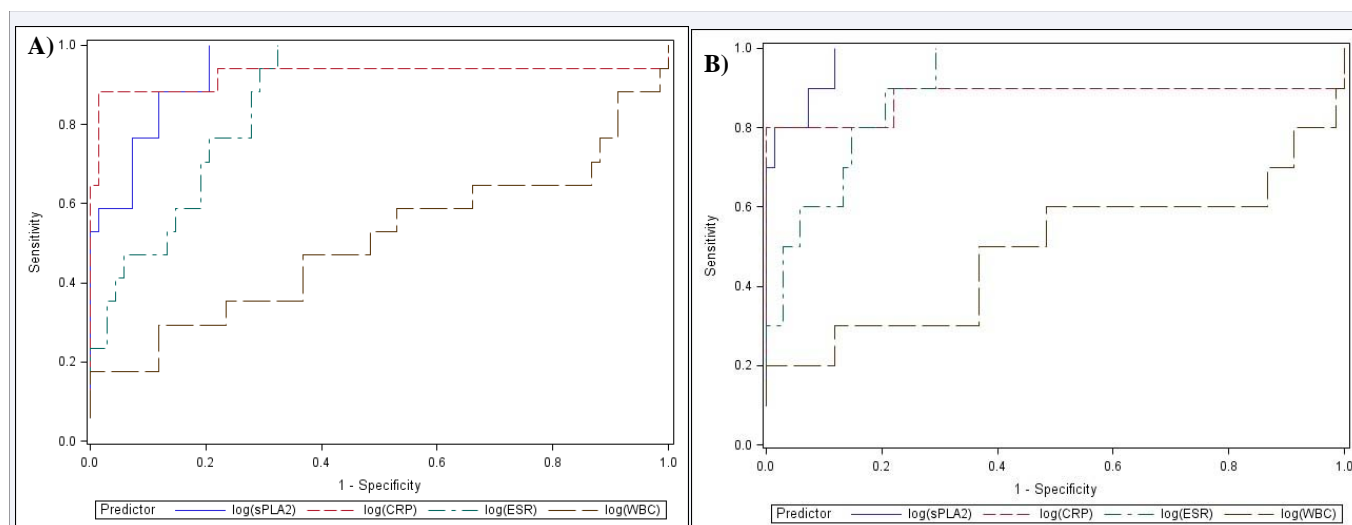 A)
1.0
0.8
0.6
0.4
0.2
0.0
Sensitivity
0.0 0.2 0.4 0.6 0.8 1.0
1 - Specificity
Predictor log(sPLA2) log(CRP) log(ESR) log(WBC)
B)
1.0
0.8
0.6
0.4
0.2
0.0
Sensitivity
0.0 0.2 0.4 0.6 0.8 1.0
1 - Specificity
Predictor log(sPLA2) log(CRP) log(ESR) log(WBC)